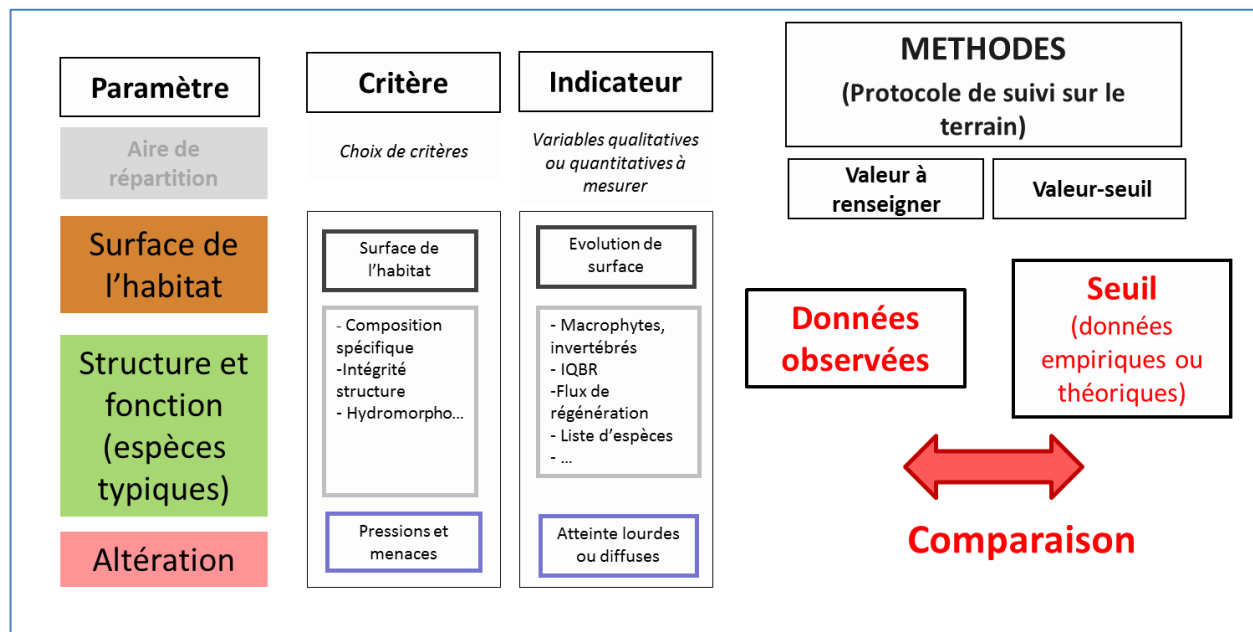 Paramètre
Aire de
répartition
Surface de
l’habitat
Structure et
fonction
(espèces
typiques)
Altération
Critère
Choix de critères
Surface de
l’habitat
- Composition
spécifique
-Intégrité
structure
- Hydromorpho...
Pressions et
menaces
Indicateur
Variables qualitatives
ou quantitatives à
mesurer
Evolution de
surface
- Macrophytes,
invertébrés
- IQBR
-Flux de
régénération
- Liste d’espèces
- ...
Atteinte lourdes
ou diffuses
METHODES
(Protocole de suivi sur le
terrain)
Valeur à
renseigner
Valeur-seuil
Données
observées
Seuil
(données
empiriques ou
théoriques)
Comparaison